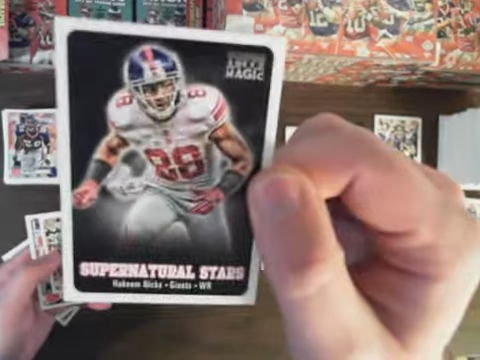 MAGIC
88
SUPERNATURAL STARS
Hakeem Nicks • Giants • WR